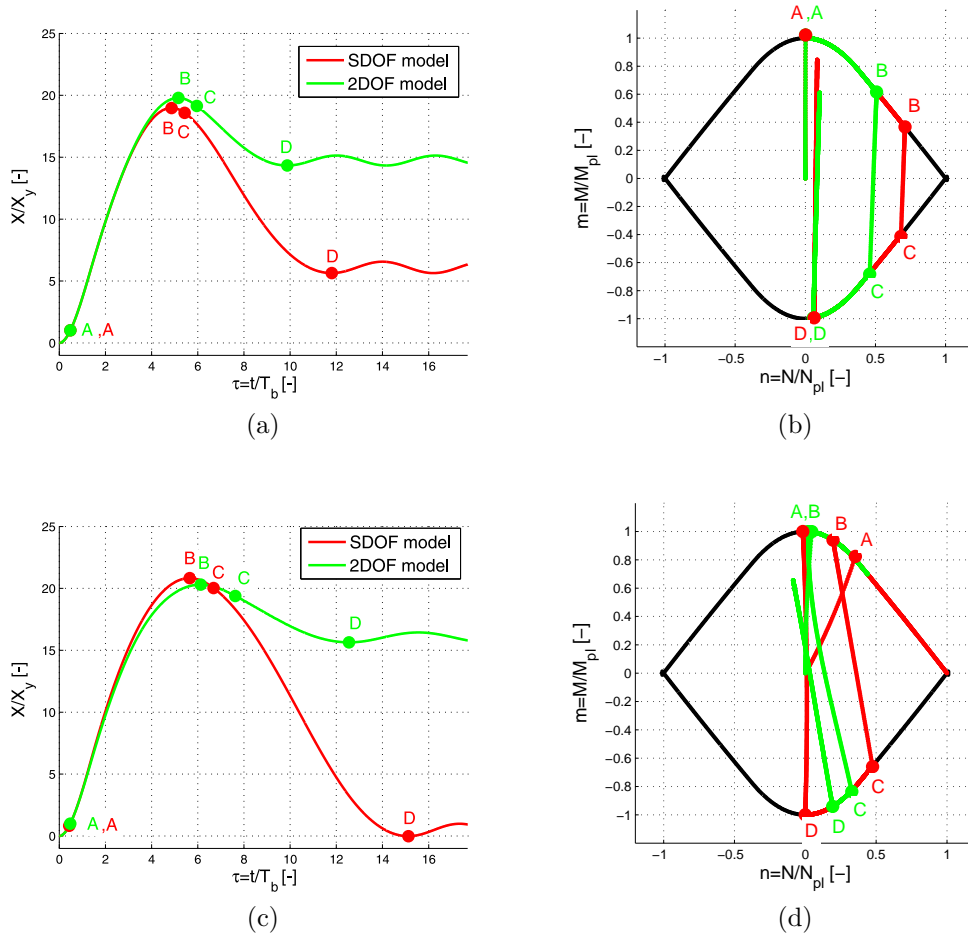 25
20
15
10
5
0
X/X_y [-]
0 2 4 6 8 10 12 14 16
τ=t/T_b [-]
SDOF model
2DOF model
B
C
B C
D
D
A ,A
(a)
1
0.8
0.6
0.4
0.2
0
−0.2
−0.4
−0.6
−0.8
−1
m=M/M_pl [−]
−1 −0.5 0 0.5 1
n=N/N_pl [−]
A ,A
B
B
C
C
D,D
(b)
25
20
15
10
5
0
X/X_y [-]
0 2 4 6 8 10 12 14 16
τ=t/T_b [-]
SDOF model
2DOF model
B B
C C
D
D
A ,A
(c)
1
0.8
0.6
0.4
0.2
0
−0.2
−0.4
−0.6
−0.8
−1
m=M/M_pl [−]
−1 −0.5 0 0.5 1
n=N/N_pl [−]
A,B B
A
C
C
D D
(d)